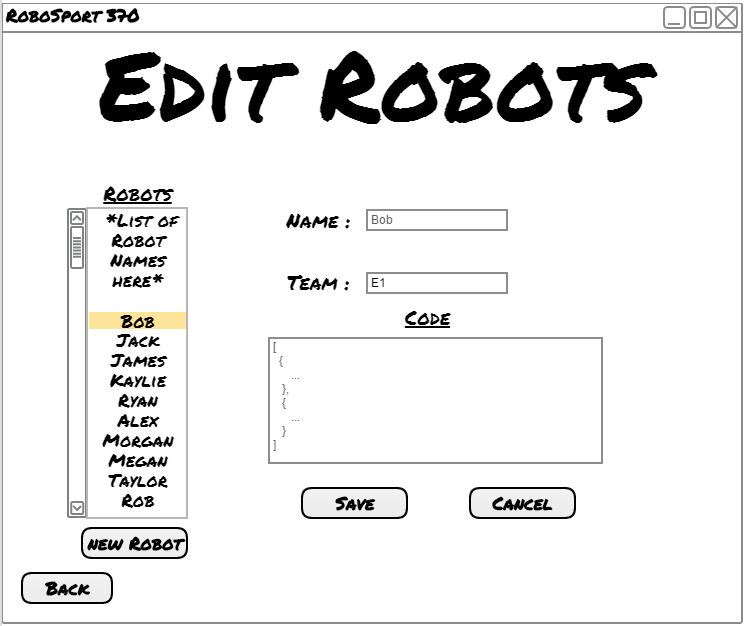 RoboSport 370
Edit Robots
Robots
*List of
Robot
Names
here*
Bob
Jack
James
Kaylie
Ryan
Alex
Morgan
Megan
Taylor
Rob
New Robot
Back
Name : Bob
Team : E1
Code
[
{
...
},
{
...
}
]
Save Cancel